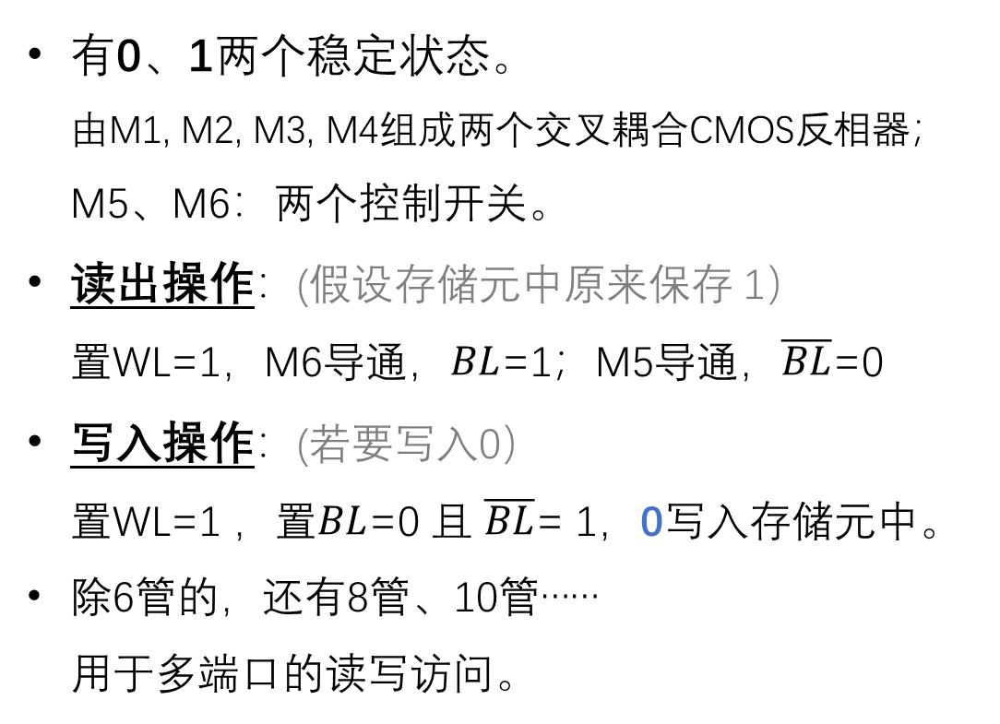 • 有0、1两个稳定状态。
由M1, M2, M3, M4组成两个交叉耦合CMOS反相器；
M5、M6：两个控制开关。
• 读出操作：(假设存储元中原来保存 1）
置WL=1，M6导通，BL=1；M5导通，B̅L̅=0
• 写入操作：(若要写入0）
置WL=1 ，置BL=0 且 B̅L̅= 1，0写入存储元中。
• 除6管的，还有8管、10管……
用于多端口的读写访问。